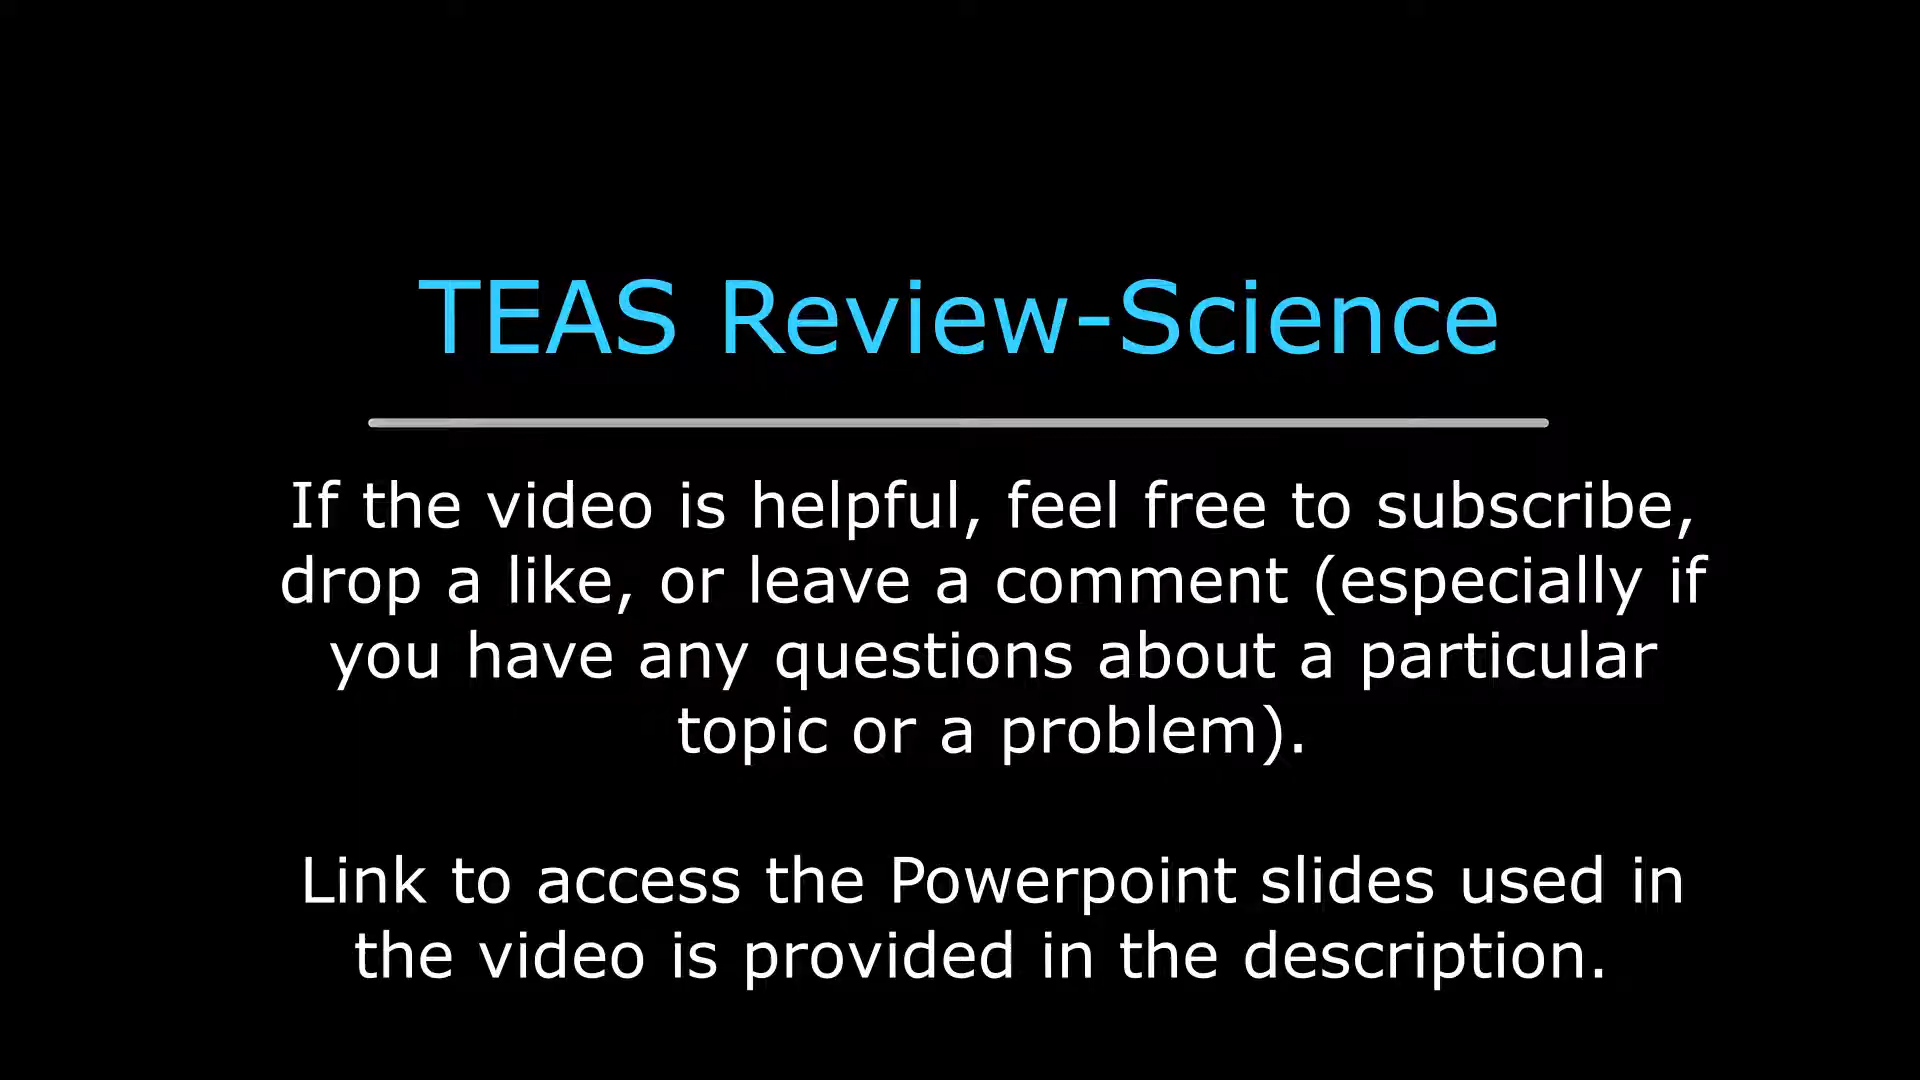 TEAS Review-Science
If the video is helpful, feel free to subscribe,
drop a like, or leave a comment (especially if
you have any questions about a particular
topic or a problem).
Link to access the Powerpoint slides used in
the video is provided in the description.